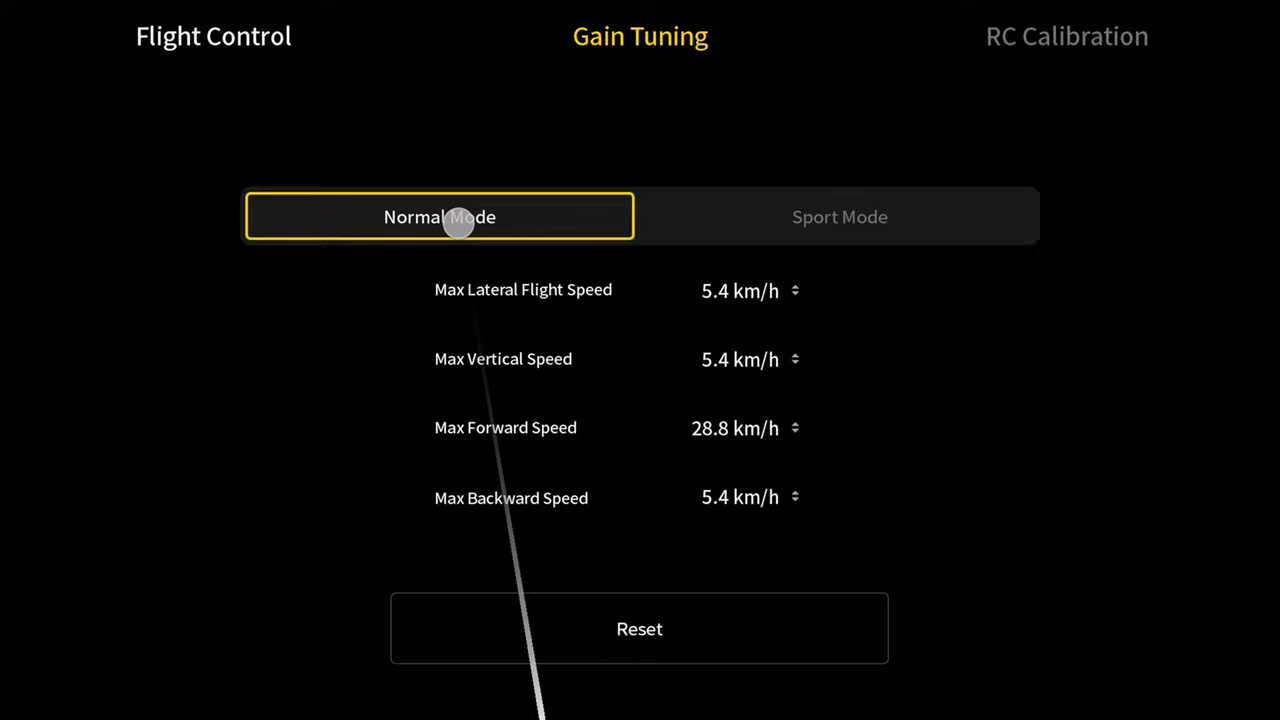 Flight Control Gain Tuning RC Calibration
Normal Mode Sport Mode
Max Lateral Flight Speed 5.4 km/h
Max Vertical Speed 5.4 km/h
Max Forward Speed 28.8 km/h
Max Backward Speed 5.4 km/h
Reset